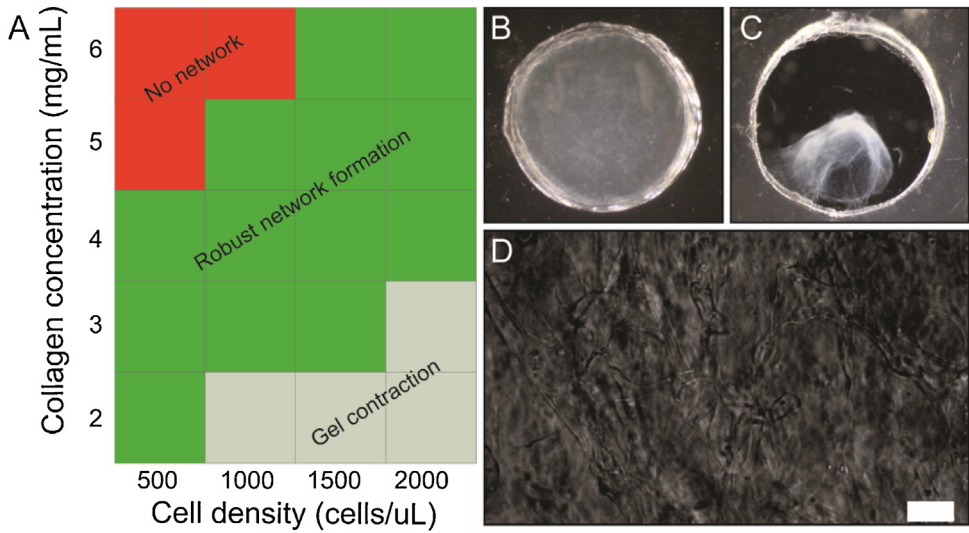 A
Collagen concentration (mg/mL)
6
5
4
3
2
No network
Robust network formation
Gel contraction
500 1000 1500 2000
Cell density (cells/uL)
B
C
D